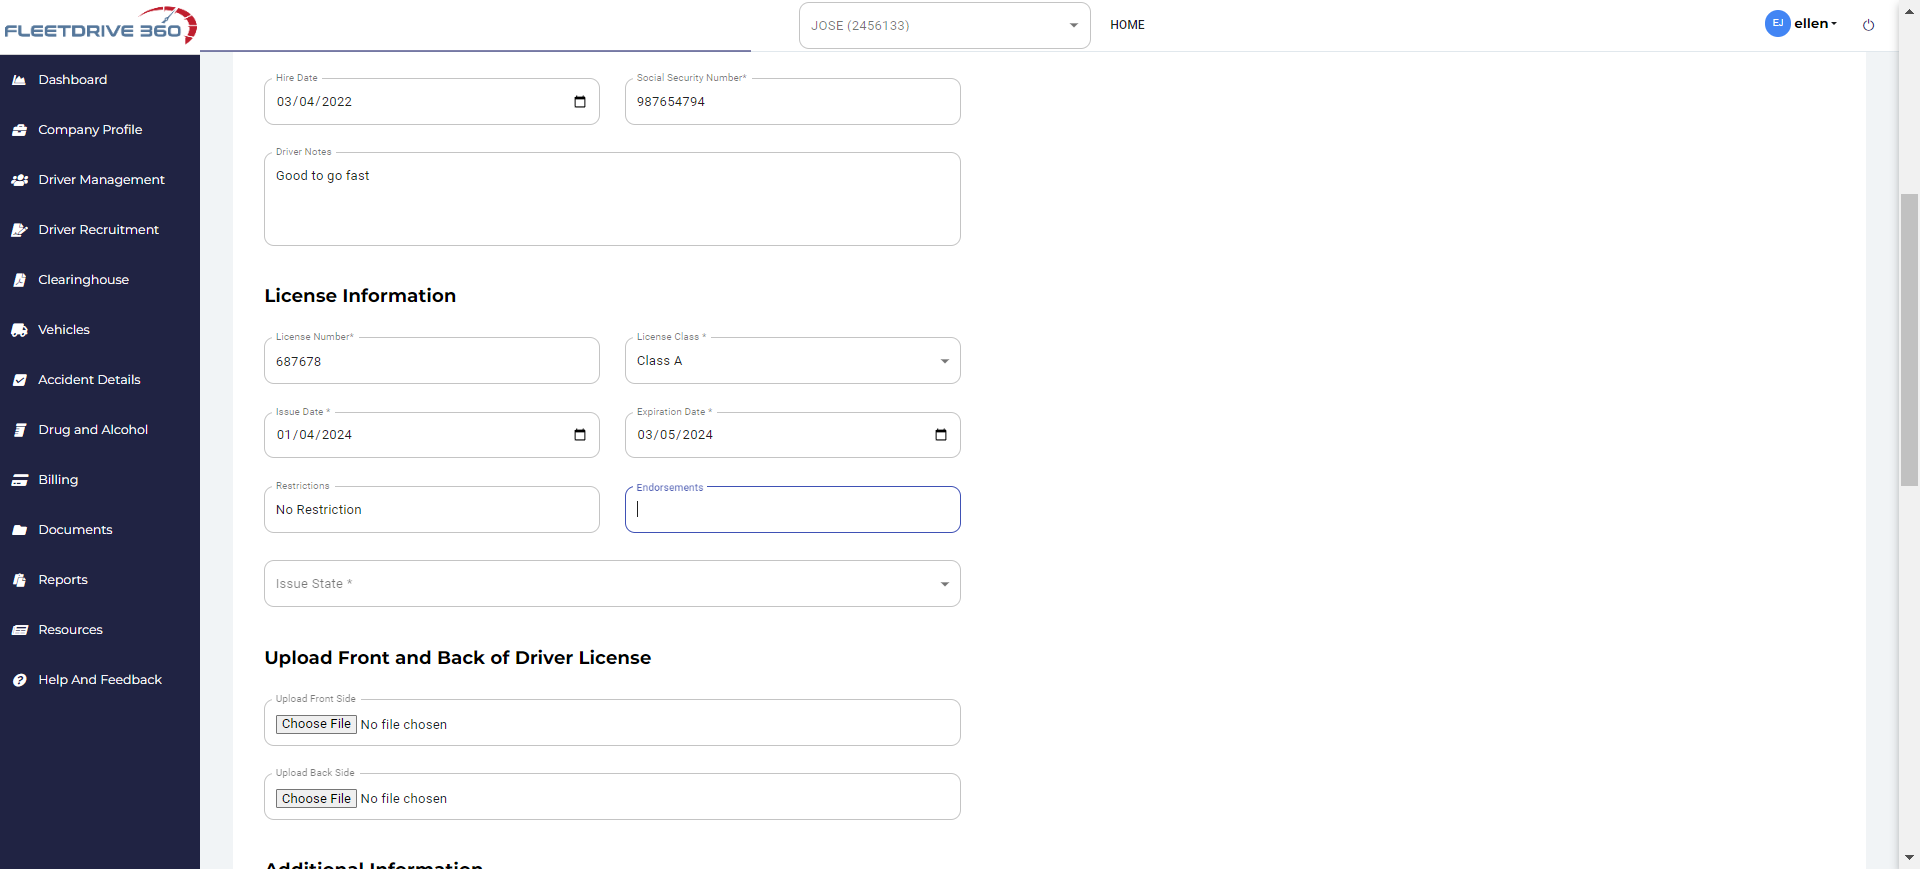 FLEETDRIVE 360
JOSE (2456133)
HOME
EJ
ellen
Dashboard
Company Profile
Driver Management
Driver Recruitment
Clearinghouse
Vehicles
Accident Details
Drug and Alcohol
Billing
Documents
Reports
Resources
Help And Feedback
Hire Date
03/04/2022
Social Security Number*
987654794
Driver Notes
Good to go fast
License Information
License Number*
687678
License Class *
Class A
Issue Date *
01/04/2024
Expiration Date *
03/05/2024
Restrictions
No Restriction
Endorsements
Issue State *
Upload Front and Back of Driver License
Upload Front Side
Choose File No file chosen
Upload Back Side
Choose File No file chosen
Additional Information